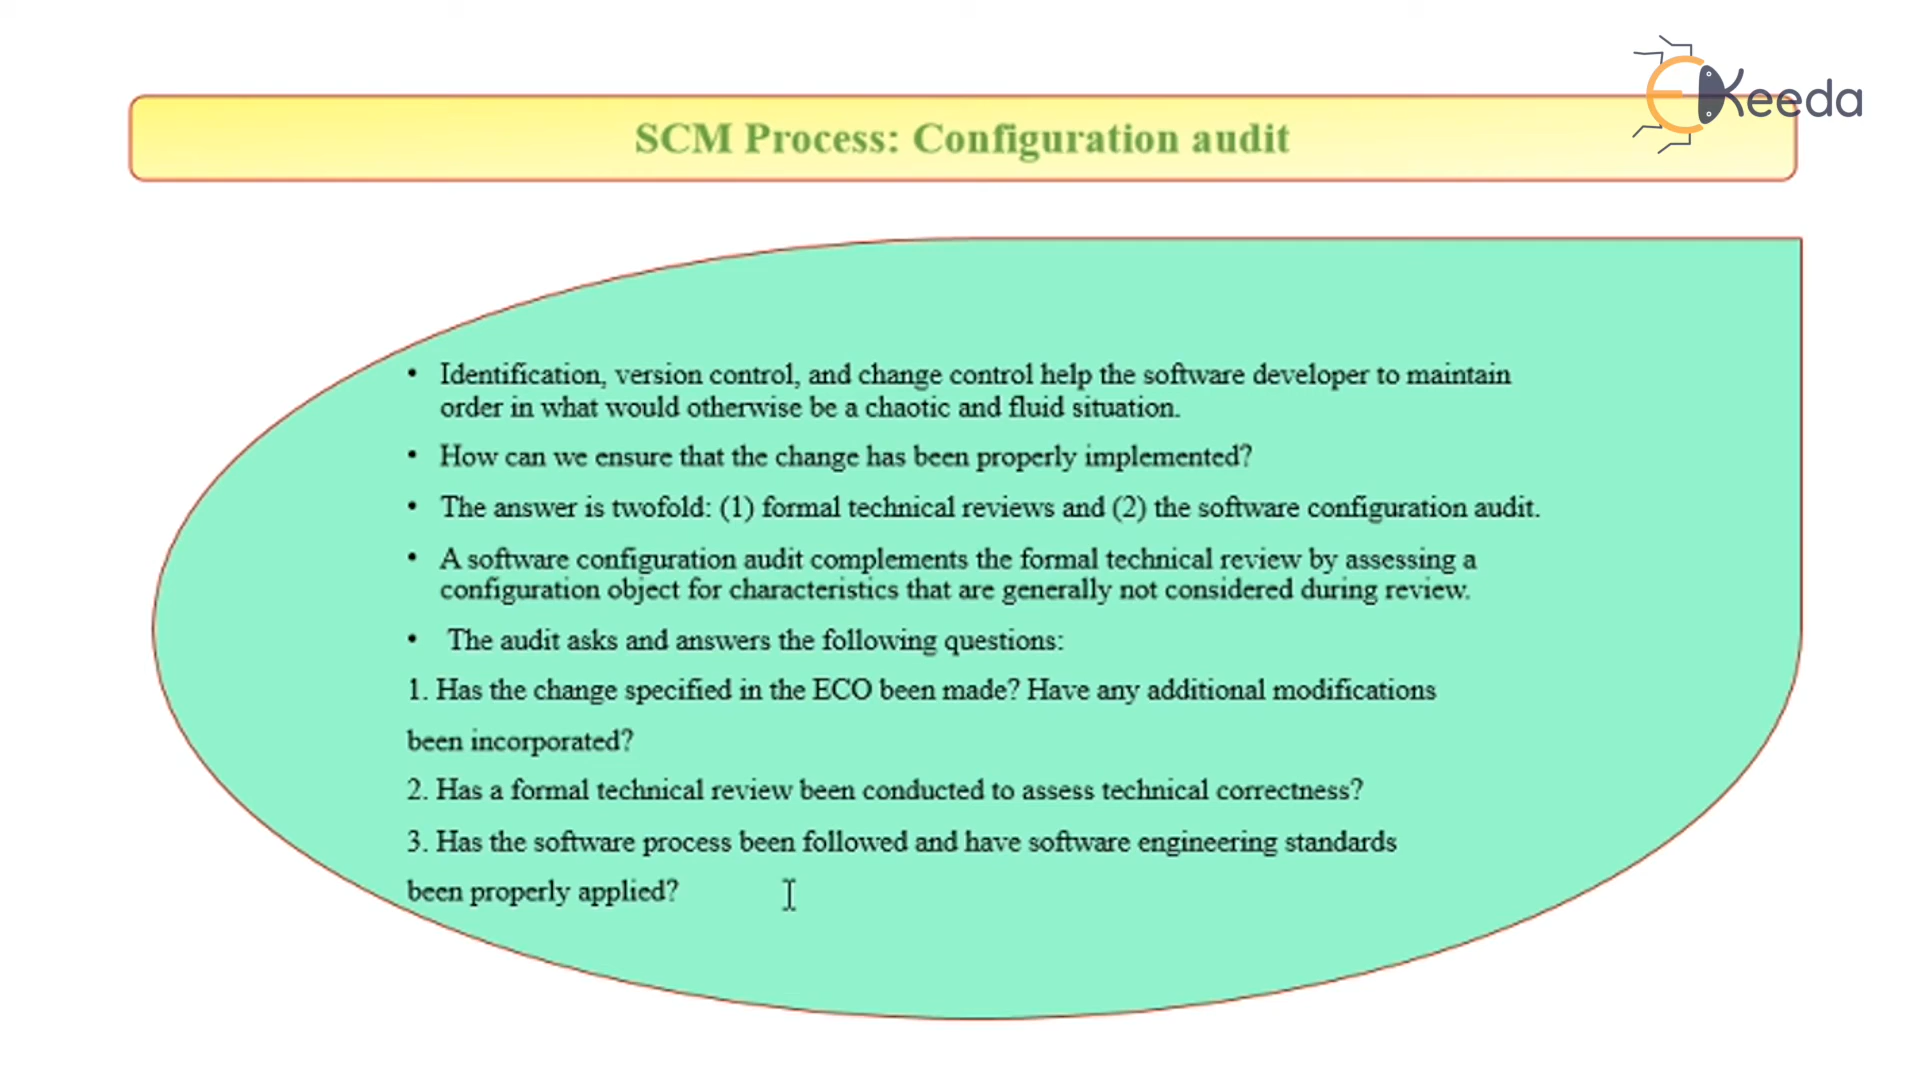 EKeeda
SCM Process: Configuration audit
• Identification, version control, and change control help the software developer to maintain
order in what would otherwise be a chaotic and fluid situation.
• How can we ensure that the change has been properly implemented?
• The answer is twofold: (1) formal technical reviews and (2) the software configuration audit.
• A software configuration audit complements the formal technical review by assessing a
configuration object for characteristics that are generally not considered during review.
• The audit asks and answers the following questions:
1. Has the change specified in the ECO been made? Have any additional modifications
been incorporated?
2. Has a formal technical review been conducted to assess technical correctness?
3. Has the software process been followed and have software engineering standards
been properly applied?